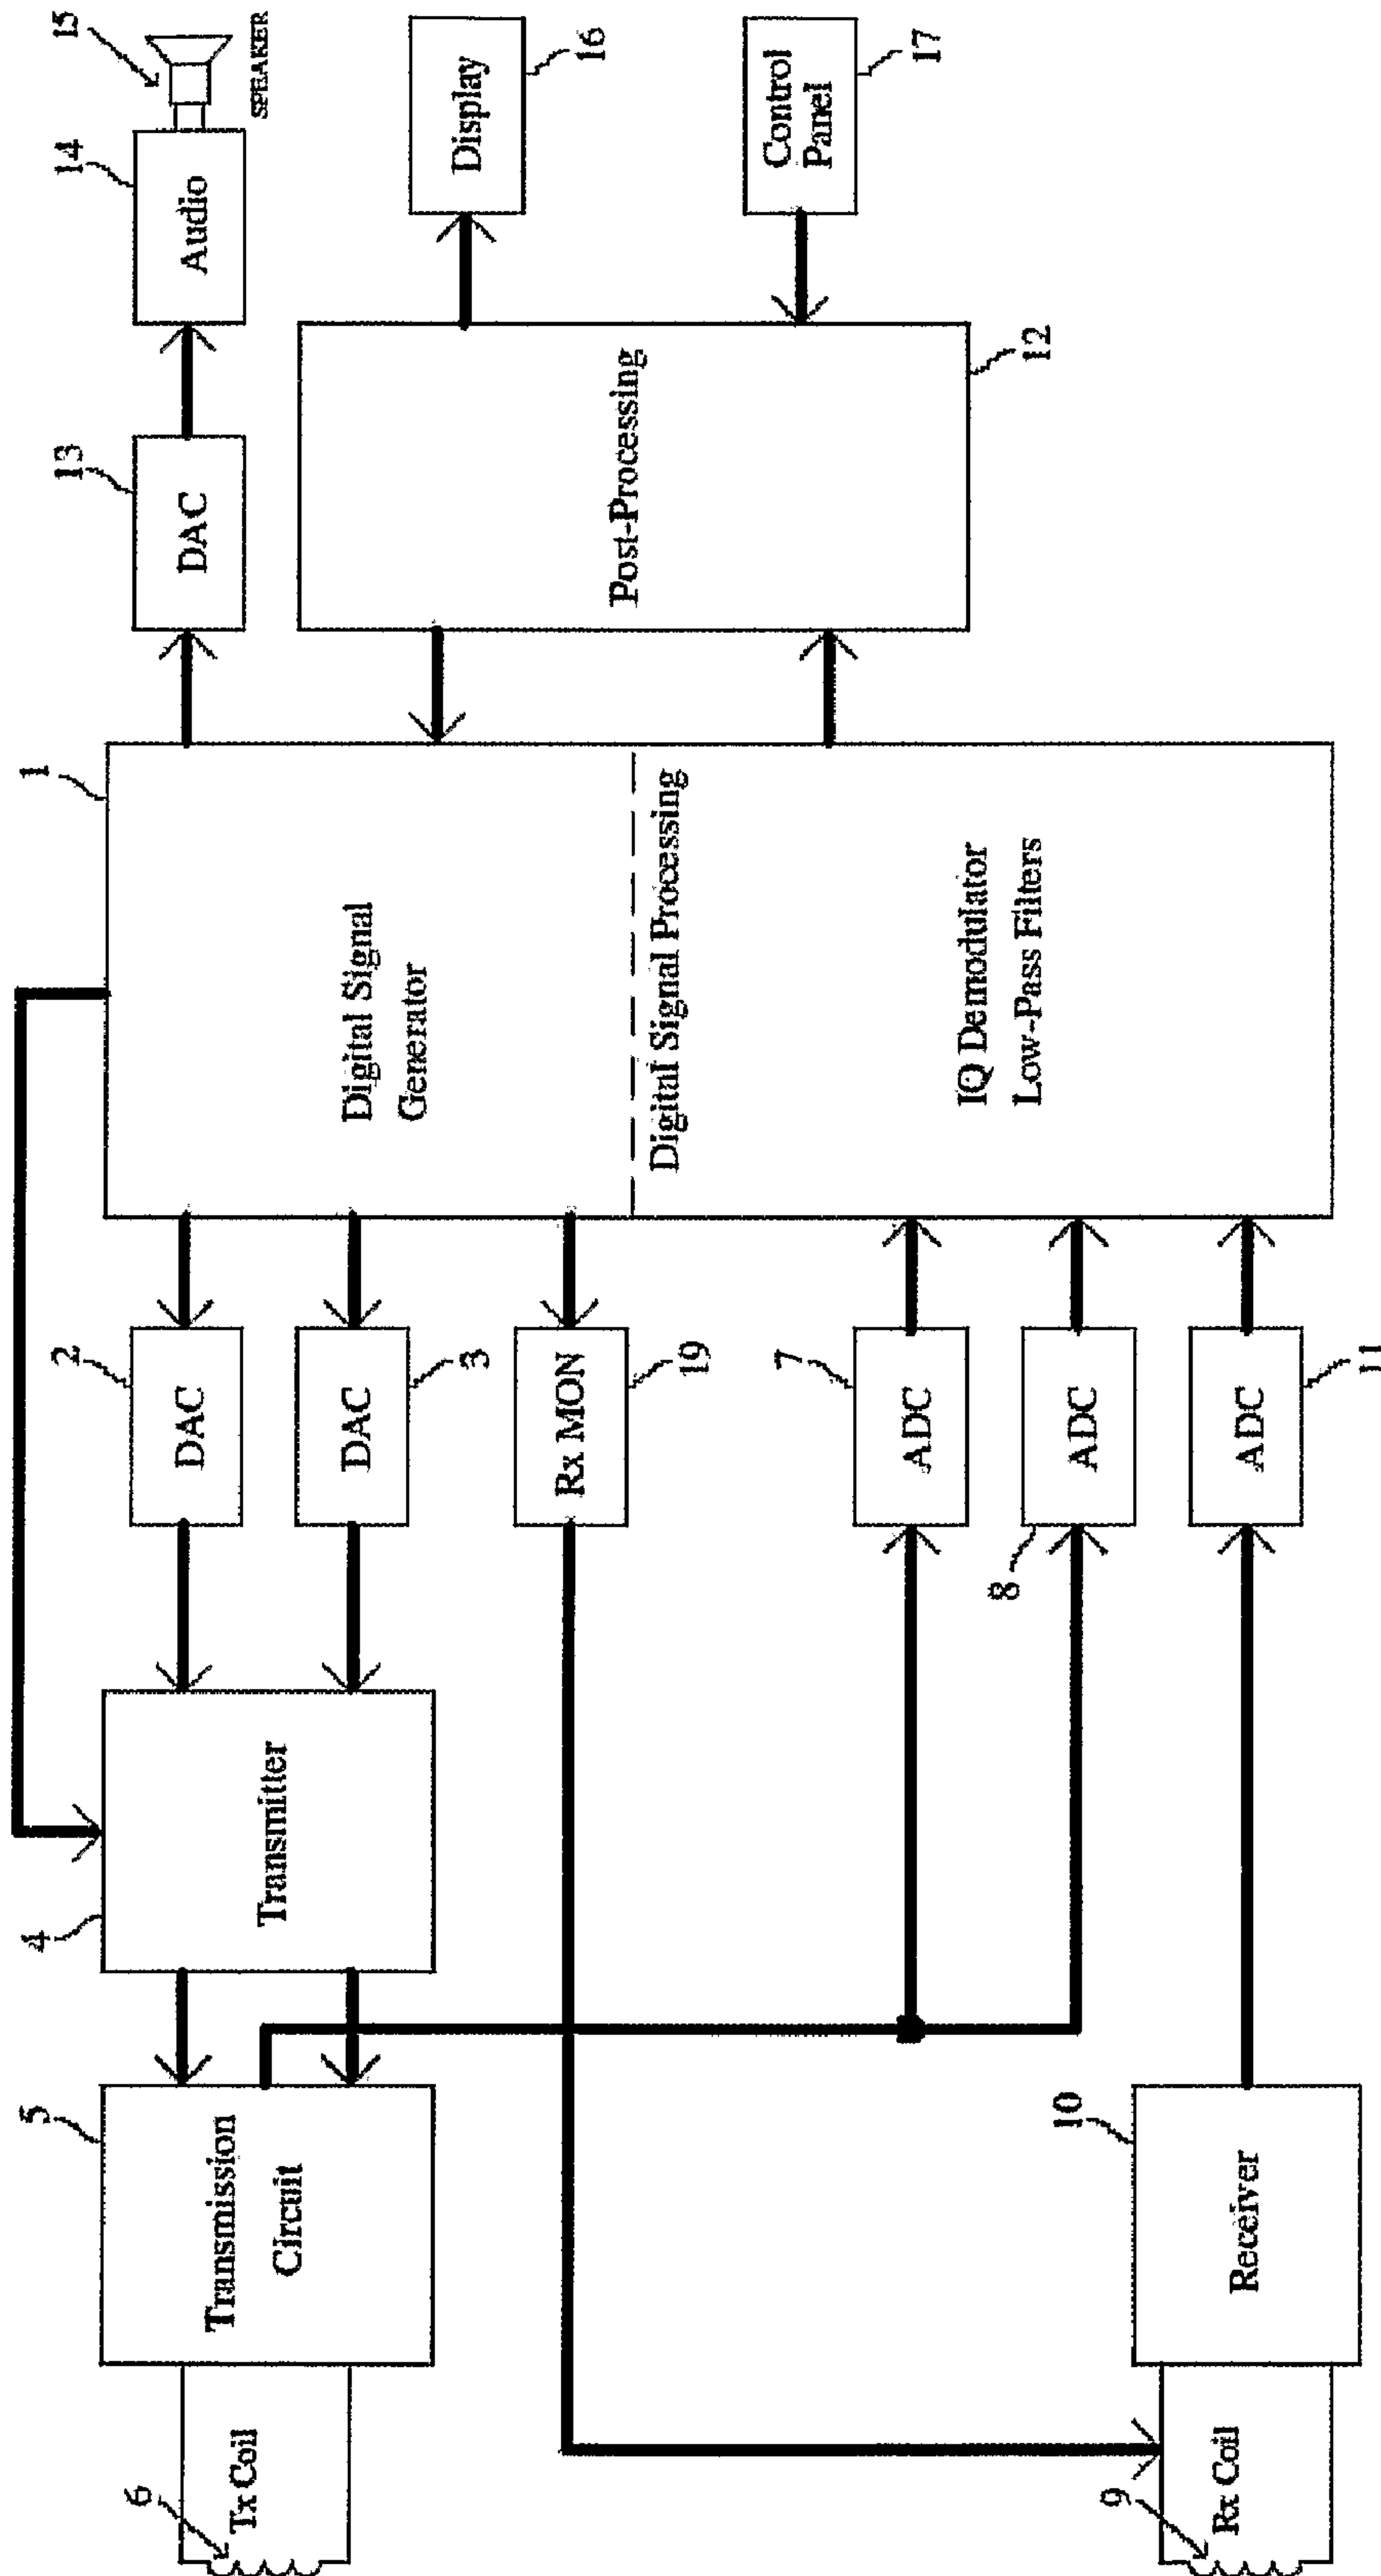 6
Tx Coil
5
Transmission
Circuit
4
Transmitter
2
DAC
DAC
3
Rx MON
19
1
Digital Signal
Generator
Digital Signal Processing
IQ Demodulator
Low-Pass Filters
7
ADC
8
ADC
ADC
11
9
Rx Coil
10
Receiver
13
DAC
14
Audio
15
SPEAKER
Post-Processing
12
Display
16
Control
Panel
17